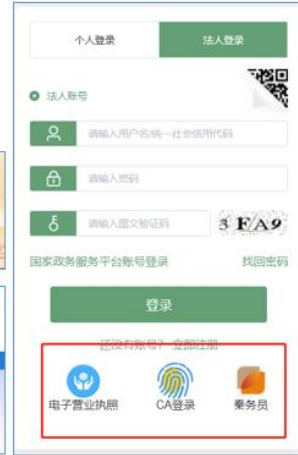 个人登录
法人登录
法人账号
请输入用户名/统一社会信用代码
请输入密码
请输入图文验证码
3 FA9
国家政务服务平台账号登录
找回密码
登录
还没有账号？ 立即注册
电子营业执照
CA登录
秦务员